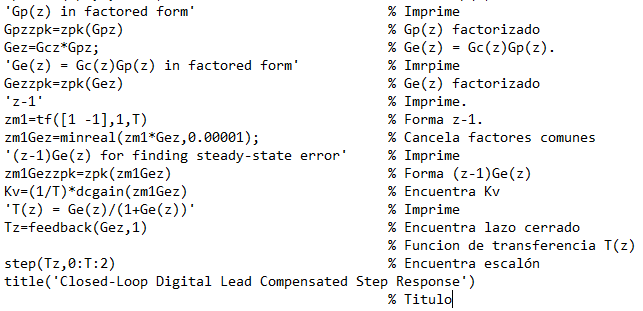 'Gp(z) in factored form' % Imprime
Gpzzpk=zpk(Gpz) % Gp(z) factorizado
Gez=Gcz*Gpz; % Ge(z) = Gc(z)Gp(z).
'Ge(z) = Gc(z)Gp(z) in factored form' % Imrpime
Gezzpk=zpk(Gez) % Ge(z) factorizado
'z-1' % Imprime.
zm1=tf([1 -1],1,T) % Forma z-1.
zm1Gez=minreal(zm1*Gez,0.00001); % Cancela factores comunes
'(z-1)Ge(z) for finding steady-state error' % Imprime
zm1Gezzpk=zpk(zm1Gez) % Forma (z-1)Ge(z)
Kv=(1/T)*dcgain(zm1Gez) % Encuentra Kv
'T(z) = Ge(z)/(1+Ge(z))' % Imprime
Tz=feedback(Gez,1) % Encuentra lazo cerrado
% Funcion de transferencia T(z)
step(Tz,0:T:2) % Encuentra escalón
title('Closed-Loop Digital Lead Compensated Step Response')
% Titulo